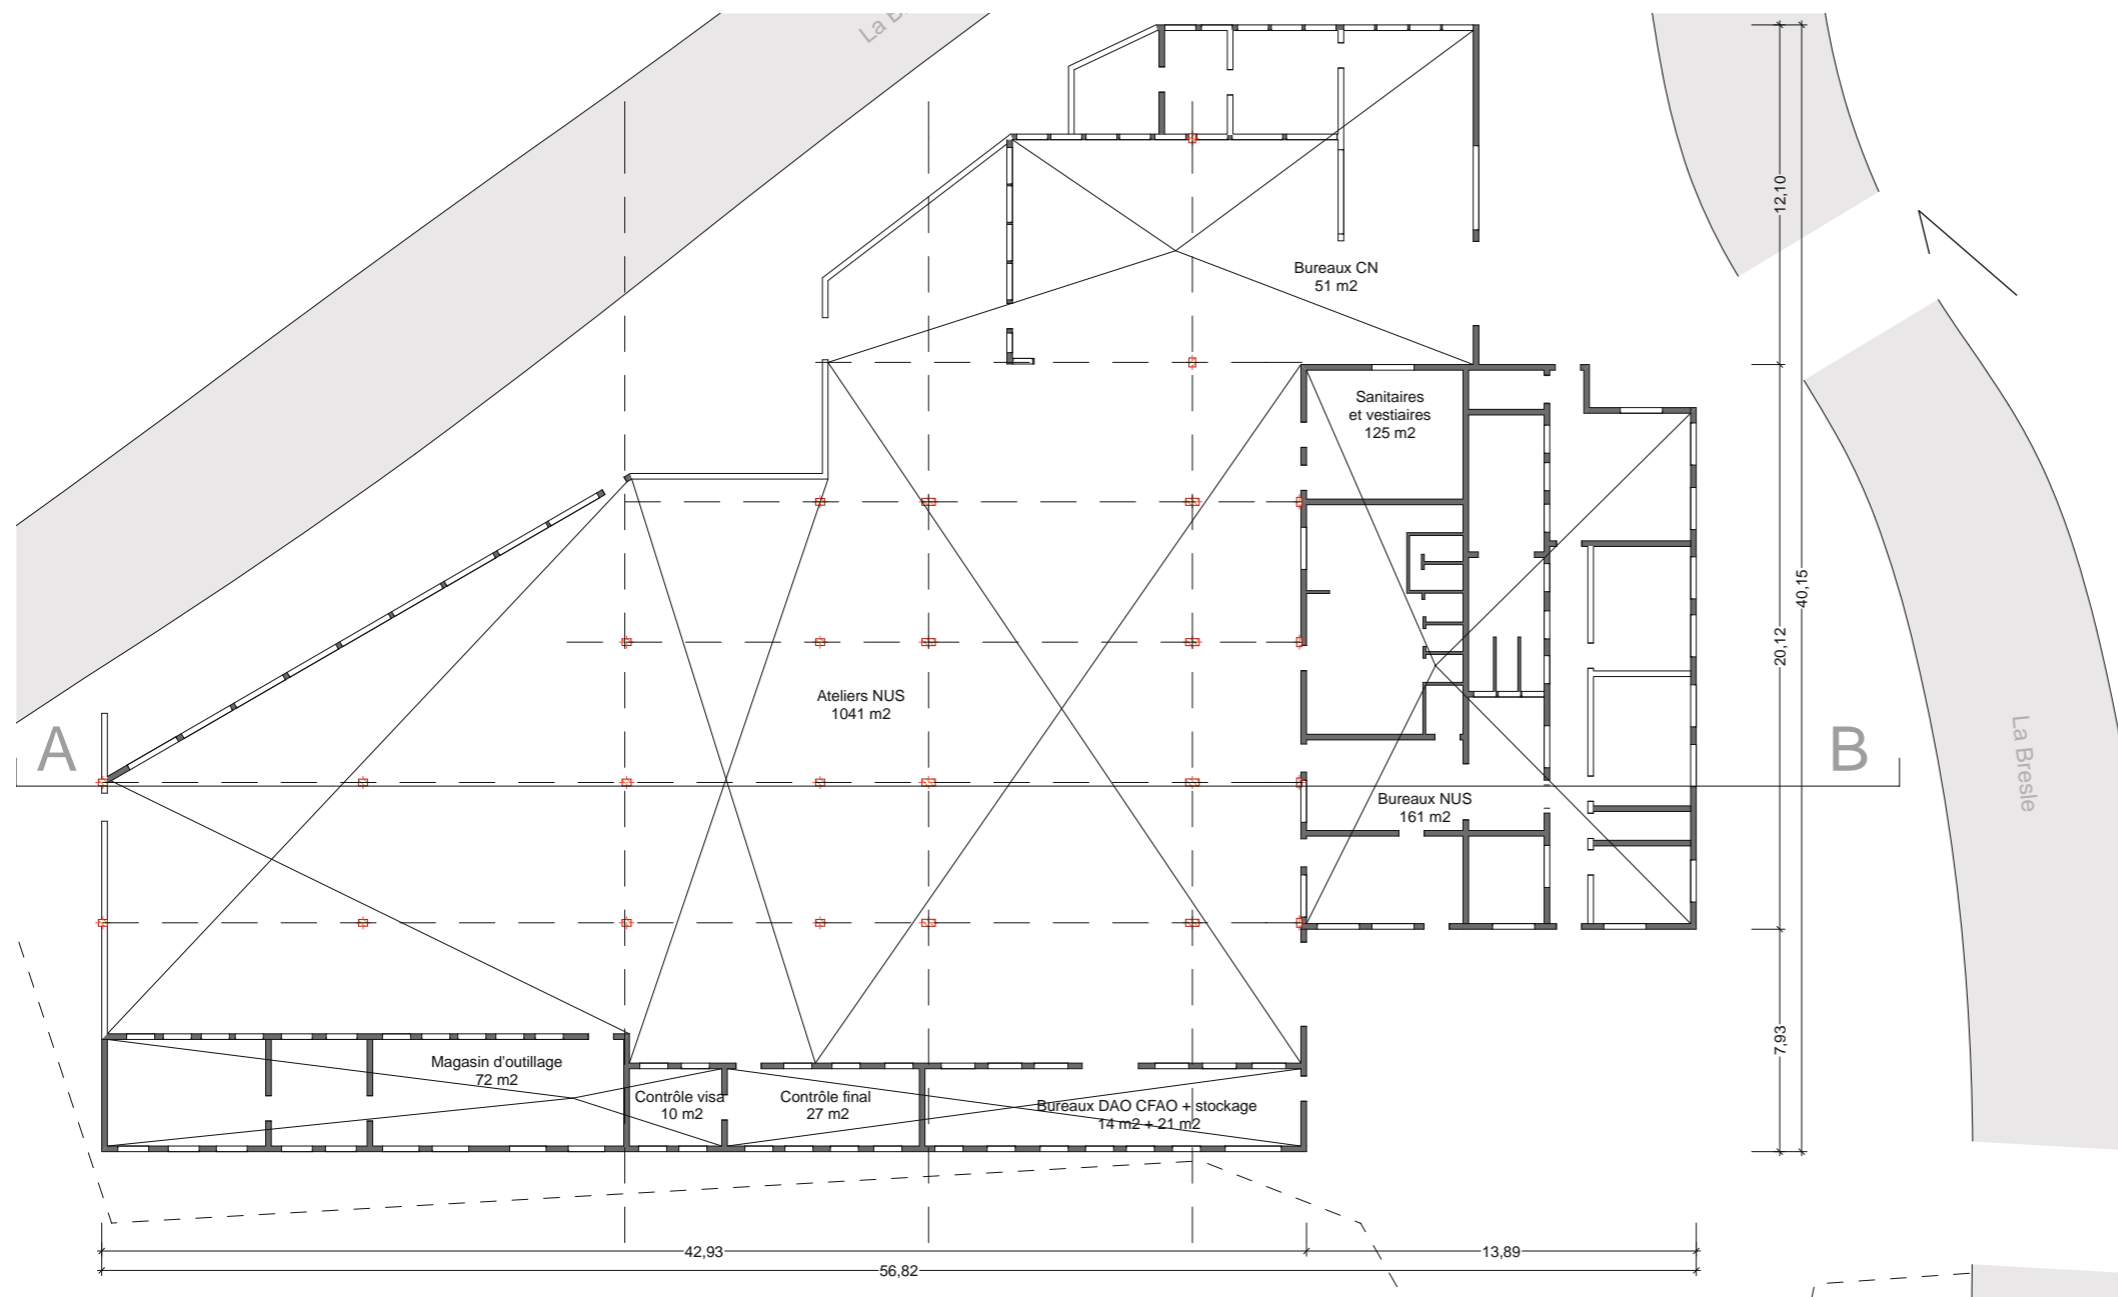 La B
12,10
Bureaux CN
51 m2
Sanitaires
et vestiaires
125 m2
40,15
20,12
Ateliers NUS
1041 m2
A
B
La Bresle
Bureaux NUS
161 m2
7,93
Magasin d'outillage
72 m2
Contrôle visa
10 m2
Contrôle final
27 m2
Bureaux DAO CFAO + stockage
14 m2 + 21 m2
42,93
13,89
56,82